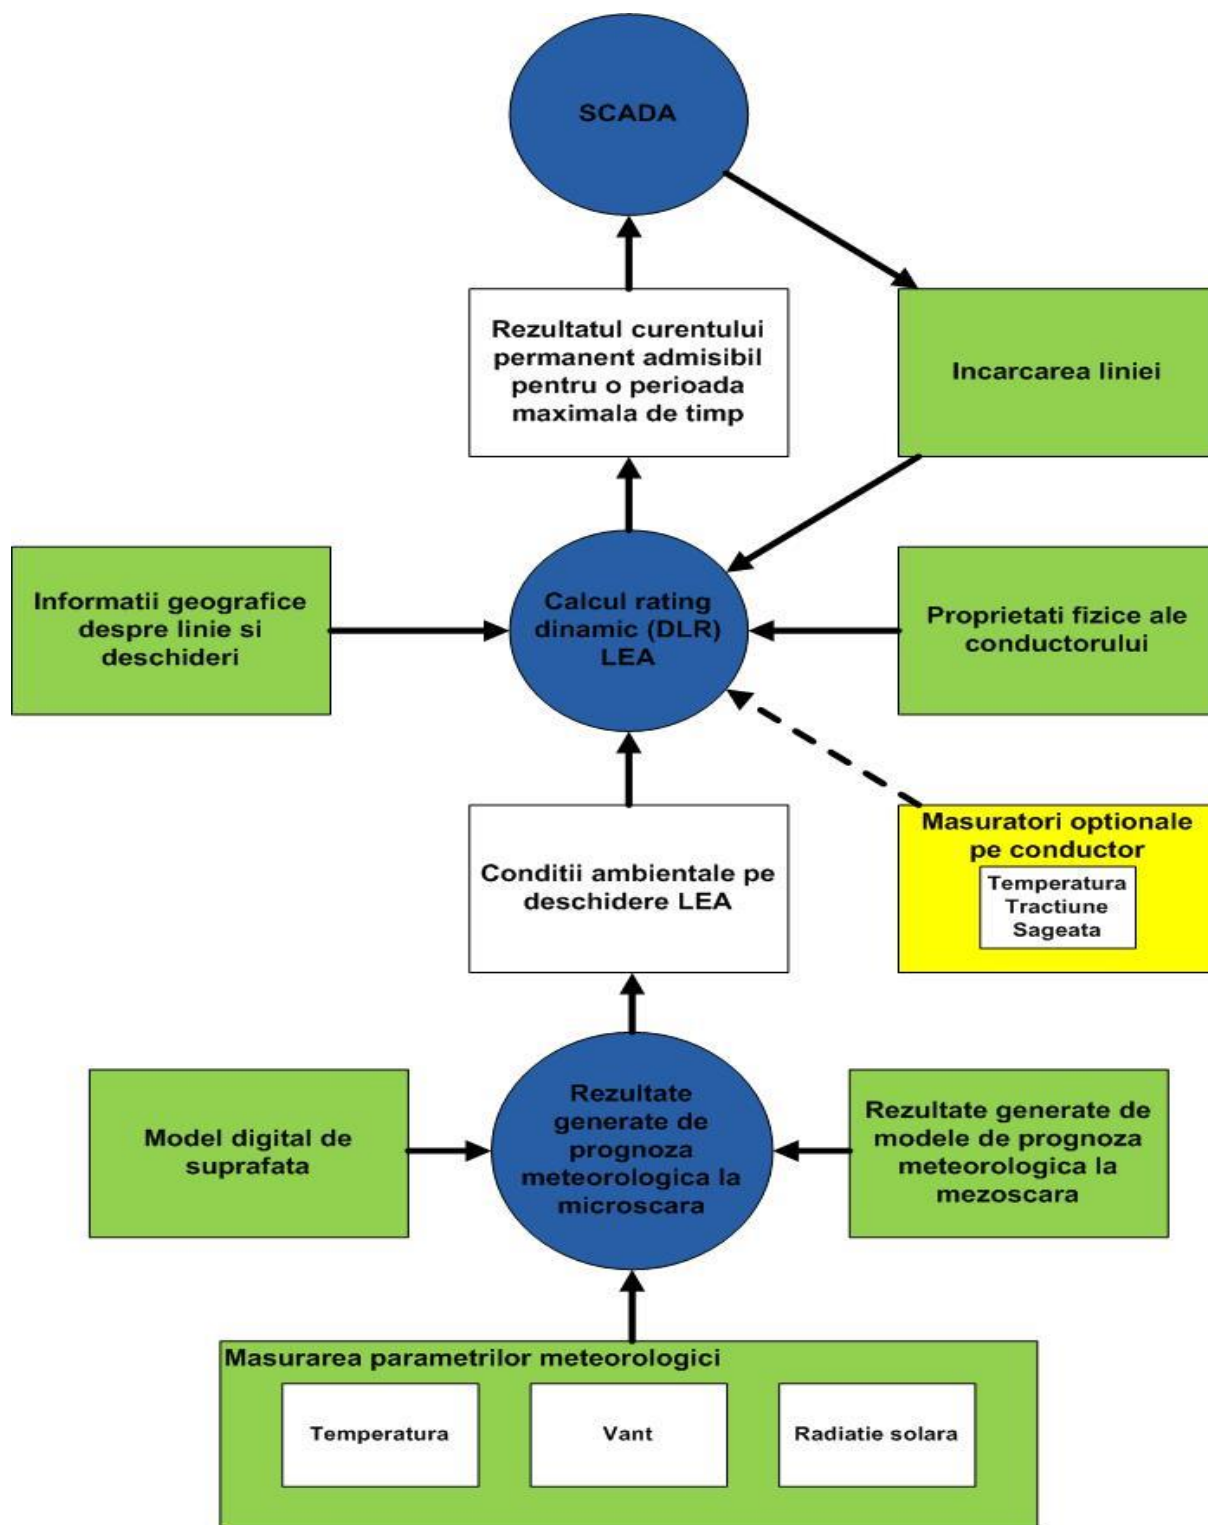 SCADA
Rezultatul curentului
permanent admisibil
pentru o perioada
maximala de timp
Incarcarea liniei
Informatii geografice
despre linie si
deschideri
Calcul rating
dinamic (DLR)
LEA
Proprietati fizice ale
conductorului
Conditii ambientale pe
deschidere LEA
Masuratori optionale
pe conductor
Temperatura
Tractiune
Sageata
Model digital de
suprafata
Rezultate
generate de
prognoza
meteorologica la
microscara
Rezultate generate de
modele de prognoza
meteorologica la
mezoscara
Masurarea parametrilor meteorologici
Temperatura
Vant
Radiatie solara